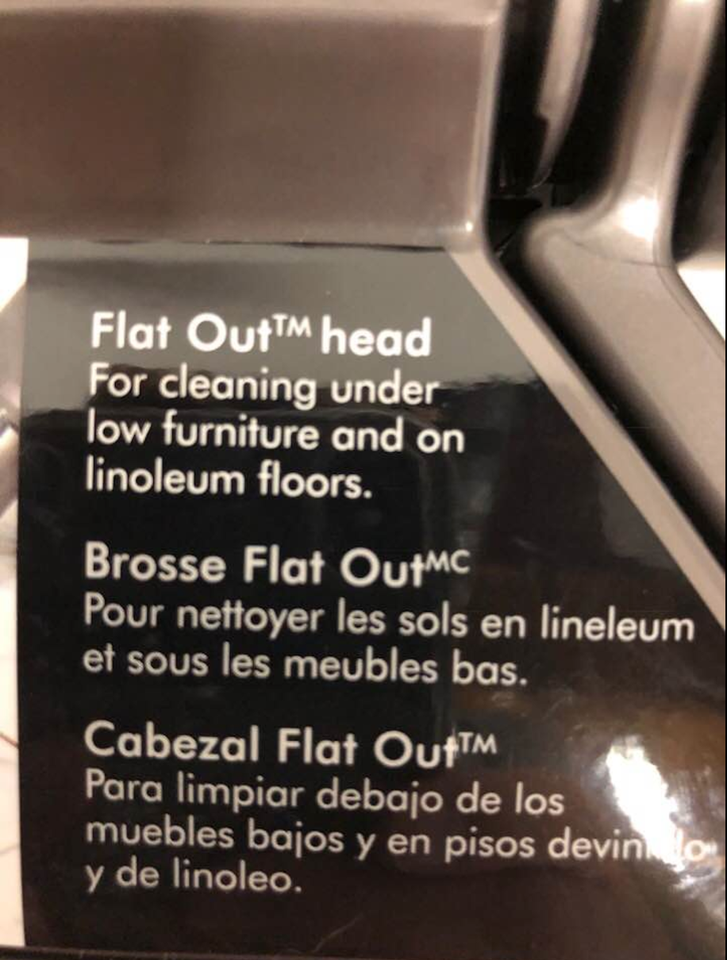 Flat Out™ head
For cleaning under
low furniture and on
linoleum floors.
Brosse Flat Outᴹᶜ
Pour nettoyer les sols en lineleum
et sous les meubles bas.
Cabezal Flat Out™
Para limpiar debajo de los
muebles bajos y en pisos
y de linoleo.